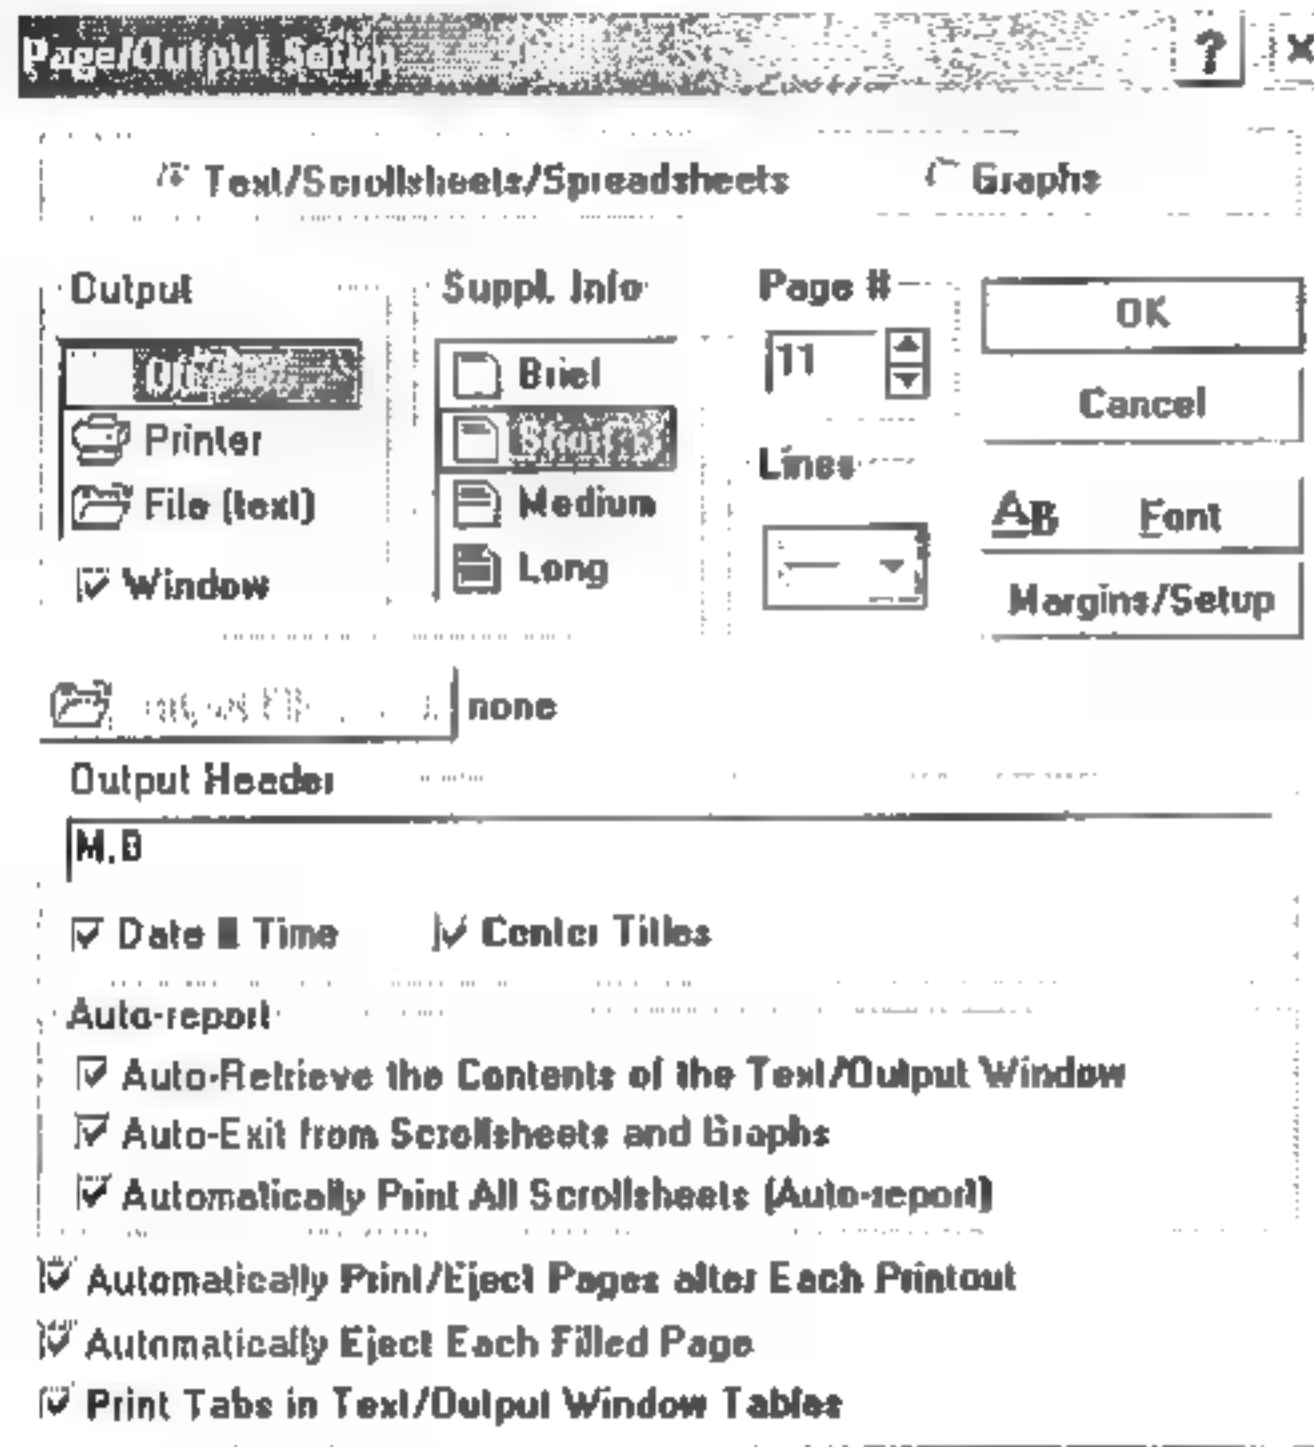 Page/Output Setup ?
Text/Scrollsheets/Spreadsheets Graphs
Output Suppl. Info Page #
Brief 11 OK
Printer Short Cancel
File (text) Medium Lines Font
Window Long Margins/Setup
none
Output Header
M.B
Date Time Center Titles
Auto-report
Auto-Retrieve the Contents of the Text/Output Window
Auto-Exit from Scrollsheets and Graphs
Automatically Print All Scrollsheets (Auto-report)
Automatically Print/Eject Pages after Each Printout
Automatically Eject Each Filled Page
Print Tabs in Text/Output Window Tables